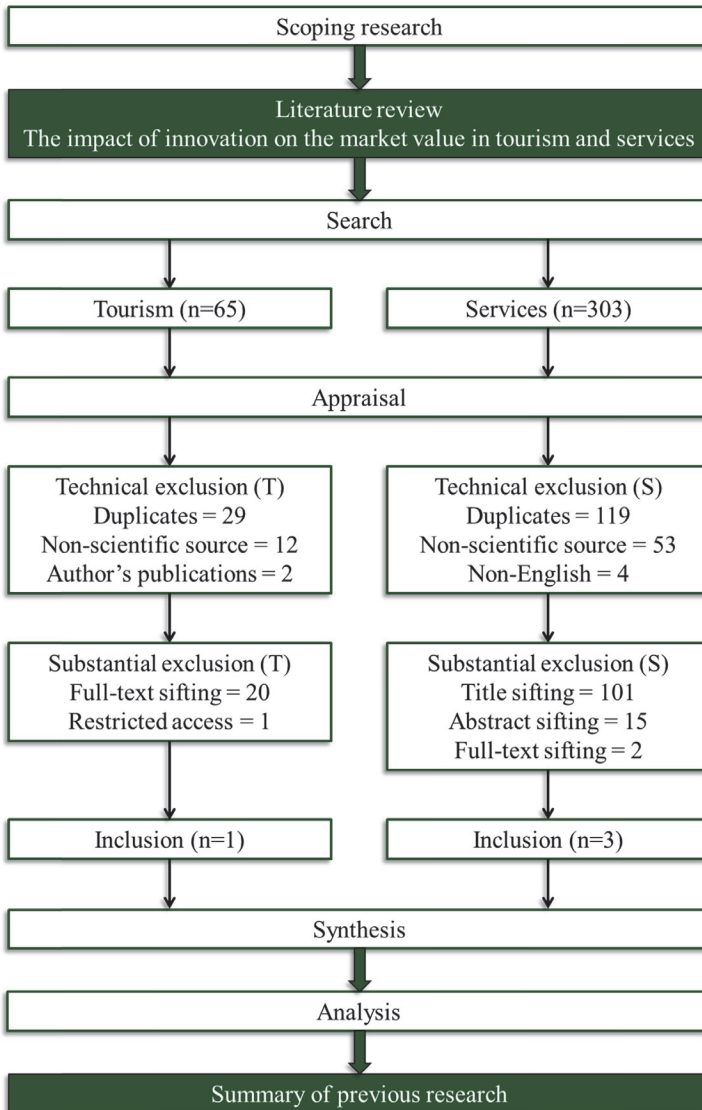 Scoping research
Literature review
The impact of innovation on the market value in tourism and services
Search
Tourism (n=65)
Services (n=303)
Appraisal
Technical exclusion (T)
Duplicates = 29
Non-scientific source = 12
Author's publications = 2
Technical exclusion (S)
Duplicates = 119
Non-scientific source = 53
Non-English = 4
Substantial exclusion (T)
Full-text sifting = 20
Restricted access = 1
Substantial exclusion (S)
Title sifting = 101
Abstract sifting = 15
Full-text sifting = 2
Inclusion (n=1)
Inclusion (n=3)
Synthesis
Analysis
Summary of previous research